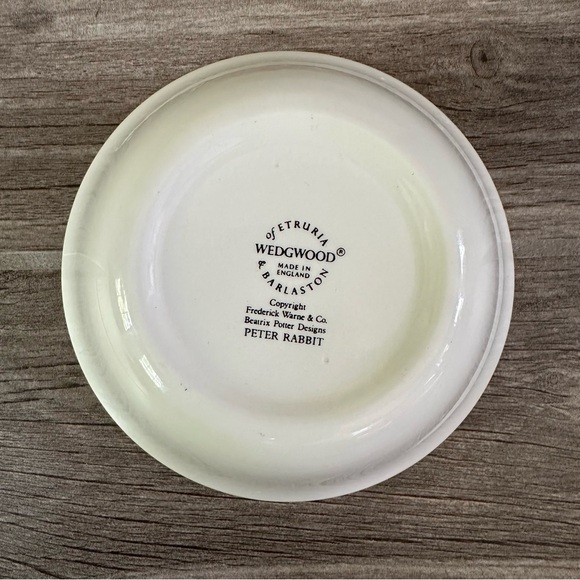 of ETRURIA
WEDGWOOD®
MADE IN
ENGLAND
& BARLASTON
Copyright
Frederick Warne & Co.
Beatrix Potter Designs
PETER RABBIT